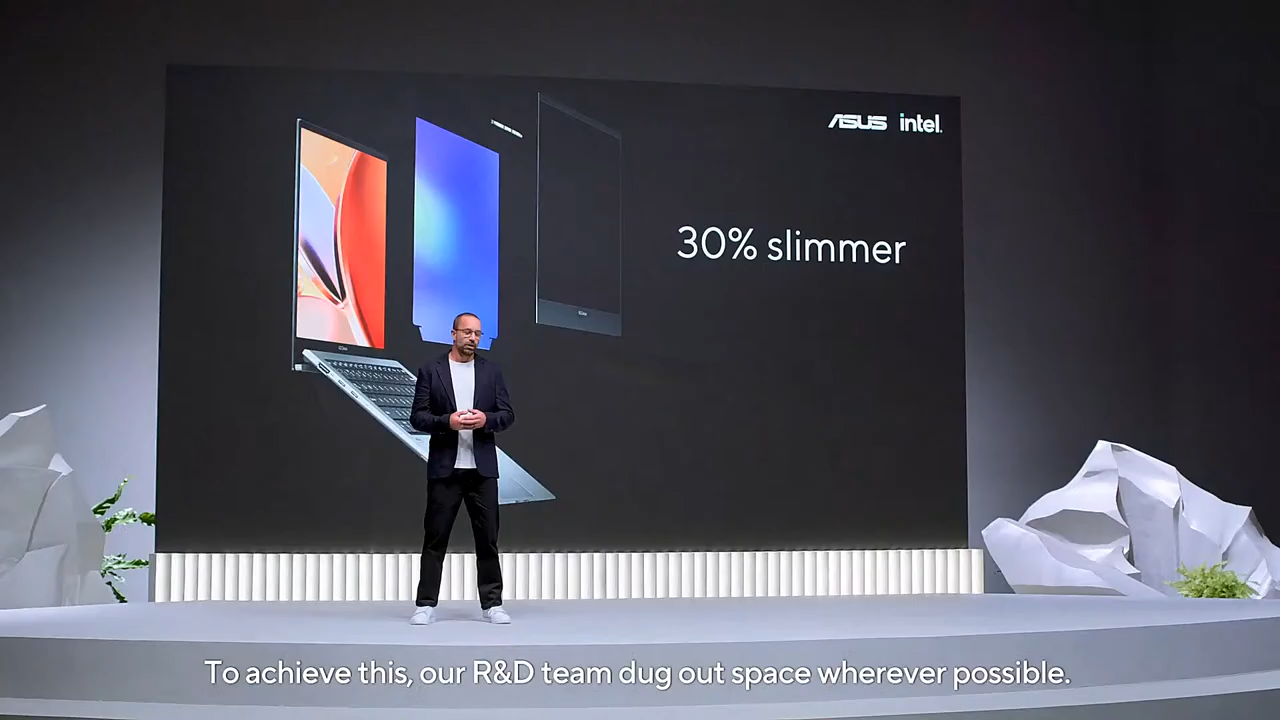 ASUS intel.
30% slimmer
To achieve this, our R&D team dug out space wherever possible.